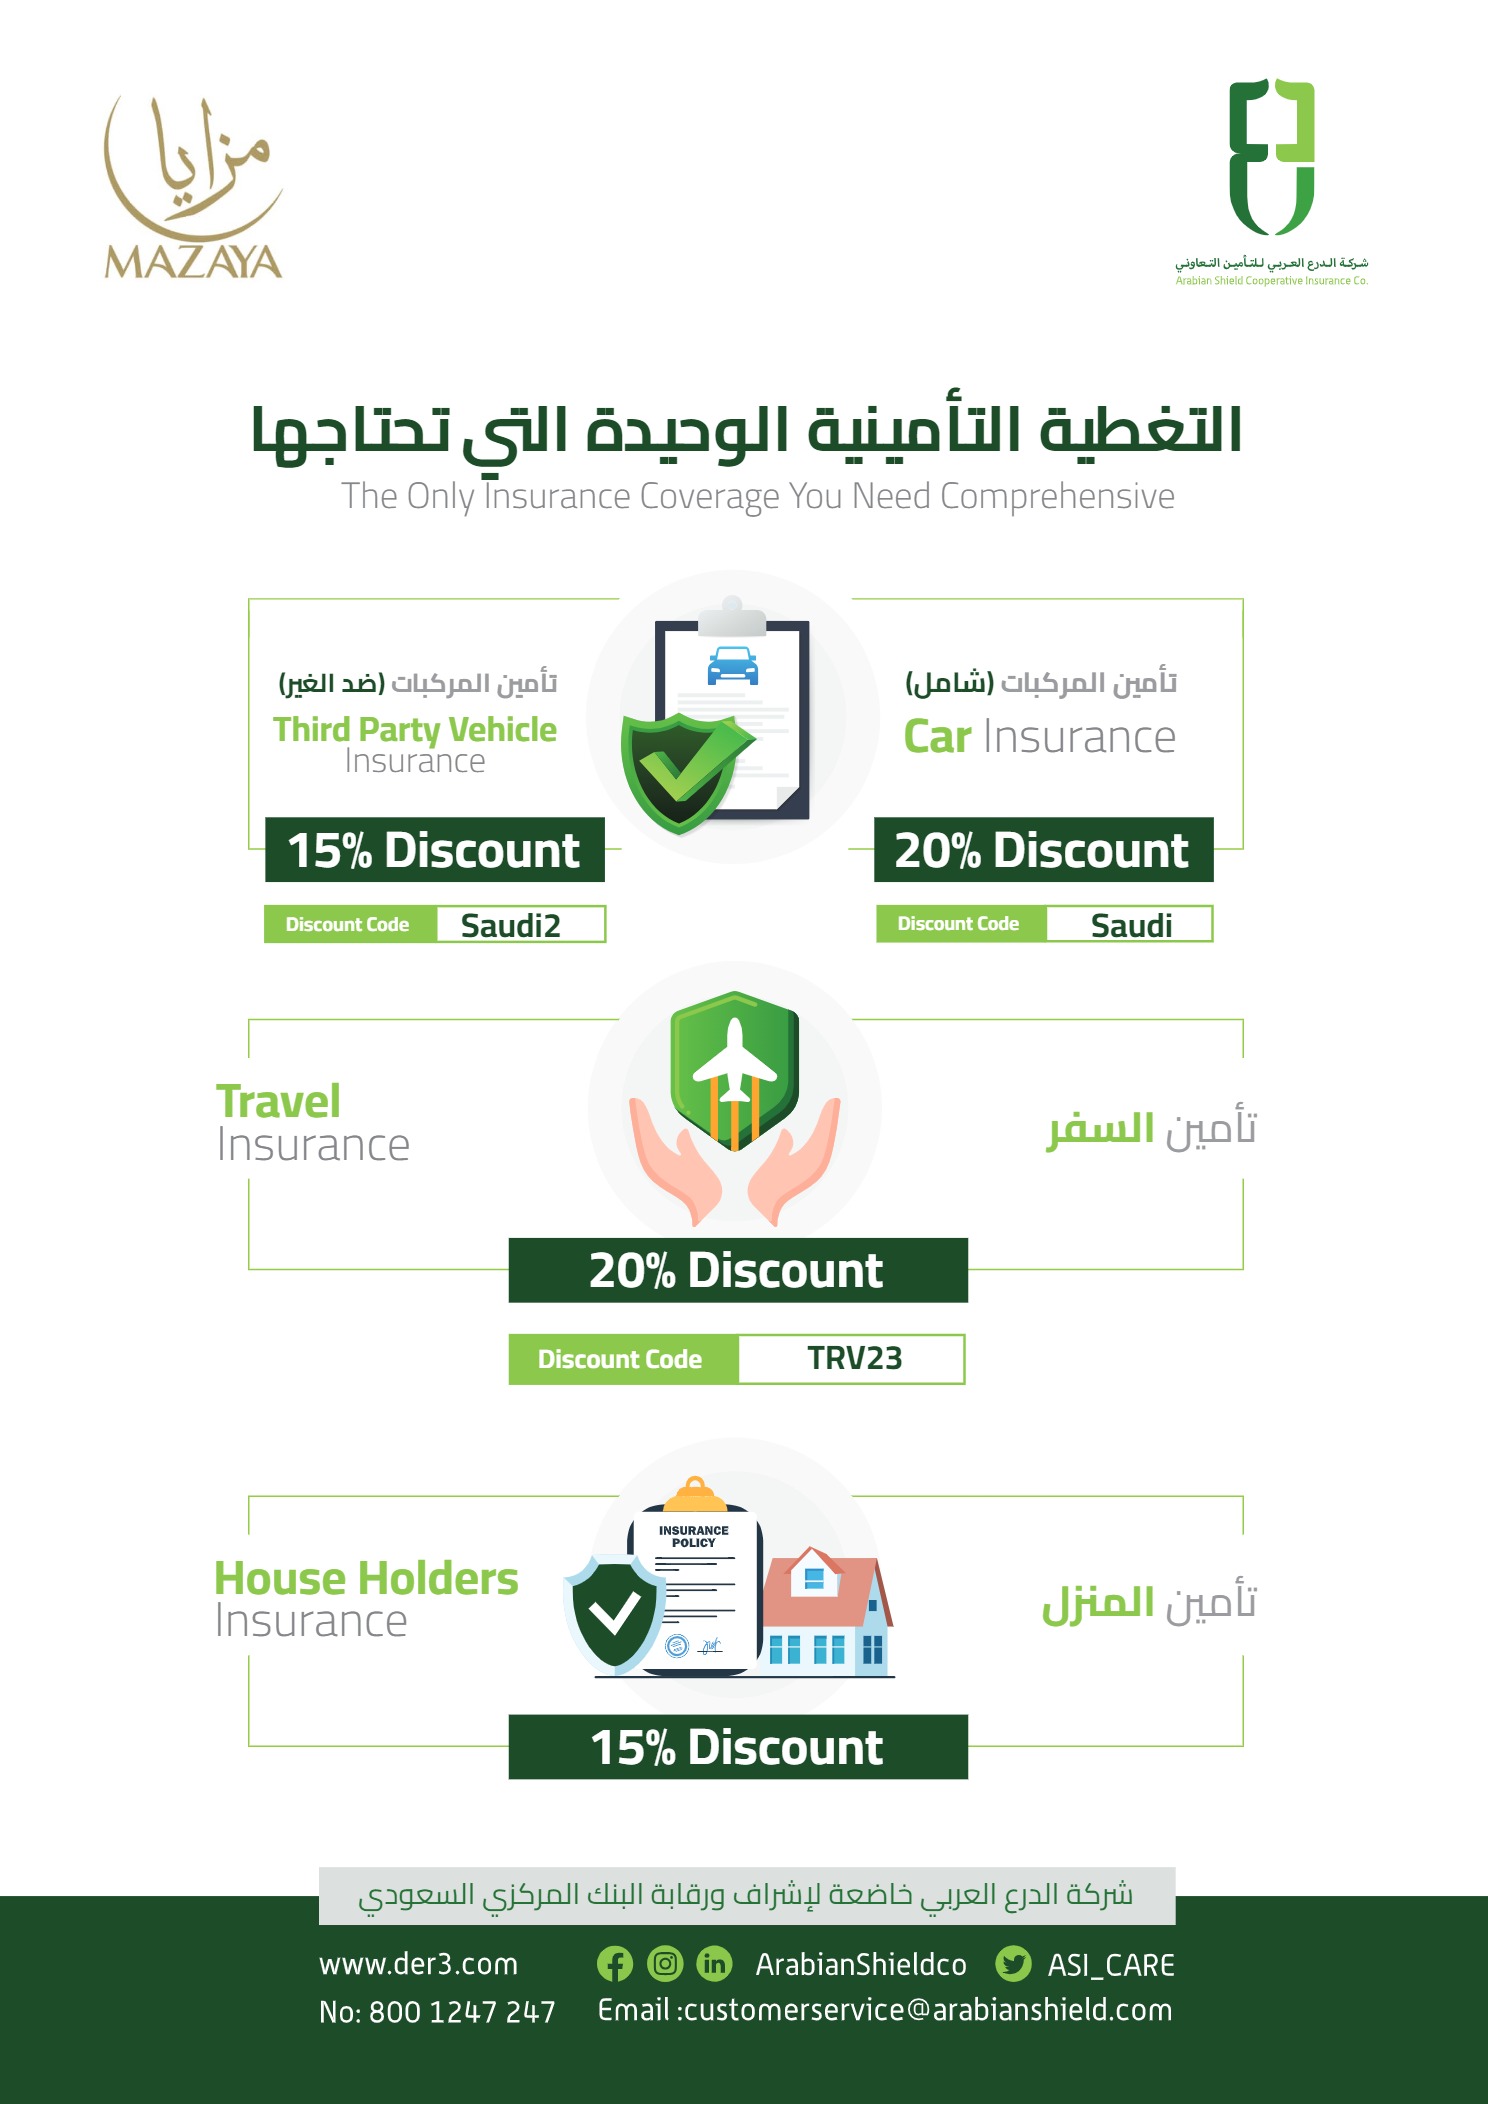 مزايا
MAZAYA
شركة الدرع العربي للتأمين التعاوني
Arabian Shield Cooperative Insurance Co.
التغطية التأمينية الوحيدة التي تحتاجها
The Only Insurance Coverage You Need Comprehensive
تأمين المركبات (شامل)
Car Insurance
20% Discount
Discount Code Saudi
تأمين المركبات (ضد الغير)
Third Party Vehicle
Insurance
15% Discount
Discount Code Saudi2
تأمين السفر
Travel
Insurance
20% Discount
Discount Code TRV23
تأمين المنزل
House Holders
Insurance
INSURANCE
POLICY
15% Discount
شركة الدرع العربي خاضعة لإشراف ورقابة البنك المركزي السعودي
www.der3.com ArabianShieldco ASI_CARE
No: 800 1247 247 Email :customerservice@arabianshield.com